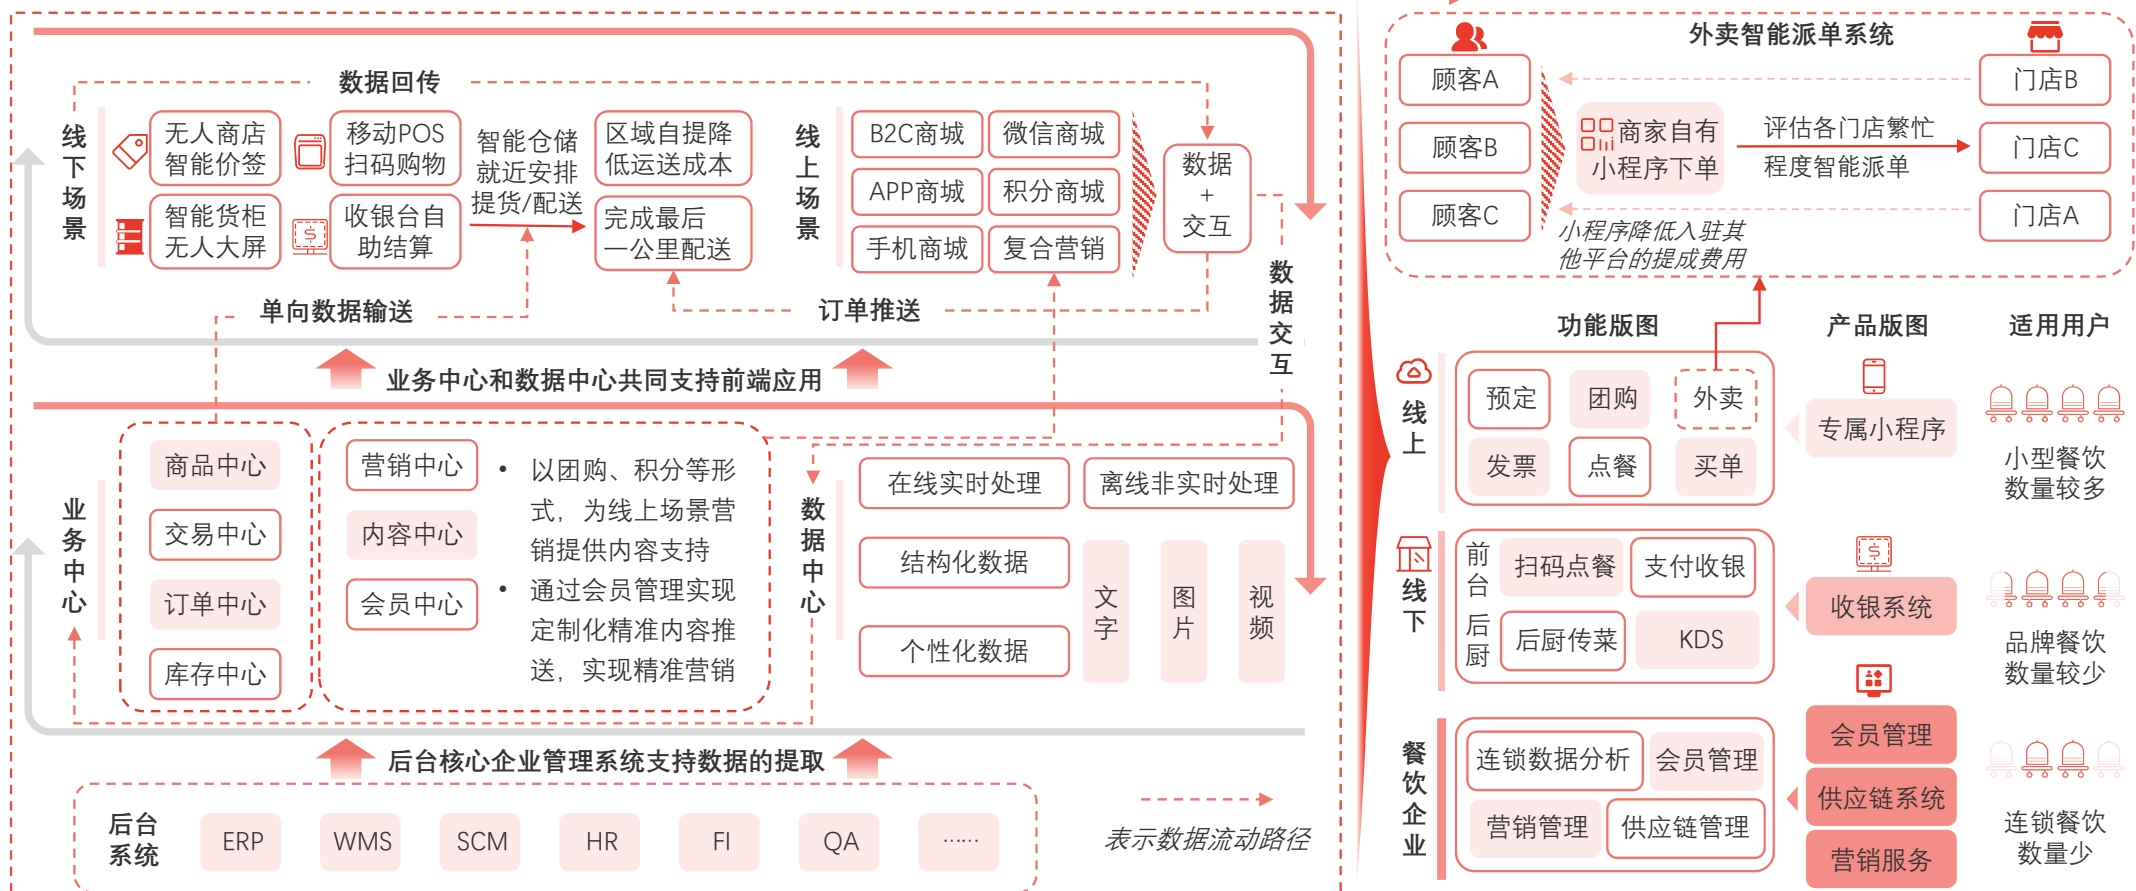 数据回传
线下场景
无人商店
智能价签
移动POS
扫码购物
智能货柜
无人大屏
收银台自
助结算
智能仓储
就近安排
提货/配送
区域自提降
低运送成本
完成最后
一公里配送
线上场景
B2C商城
微信商城
APP商城
积分商城
手机商城
复合营销
数据
+
交互
数据交互
单向数据输送
订单推送
业务中心和数据中心共同支持前端应用
业务中心
商品中心
交易中心
订单中心
库存中心
营销中心
内容中心
会员中心
• 以团购、积分等形
式，为线上场景营
销提供内容支持
• 通过会员管理实现
定制化精准内容推
送，实现精准营销
数据中心
在线实时处理
离线非实时处理
结构化数据
个性化数据
文字
图片
视频
后台核心企业管理系统支持数据的提取
后台
系统
ERP
WMS
SCM
HR
FI
QA
······
表示数据流动路径
外卖智能派单系统
顾客A
顾客B
顾客C
商家自有
小程序下单
评估各门店繁忙
程度智能派单
门店B
门店C
门店A
小程序降低入驻其
他平台的提成费用
功能版图
产品版图
适用用户
线上
预定
团购
外卖
发票
点餐
买单
专属小程序
小型餐饮
数量较多
线下
前台
扫码点餐
支付收银
后厨
后厨传菜
KDS
收银系统
品牌餐饮
数量较少
餐饮企业
连锁数据分析
会员管理
营销管理
供应链管理
会员管理
供应链系统
营销服务
连锁餐饮
数量少